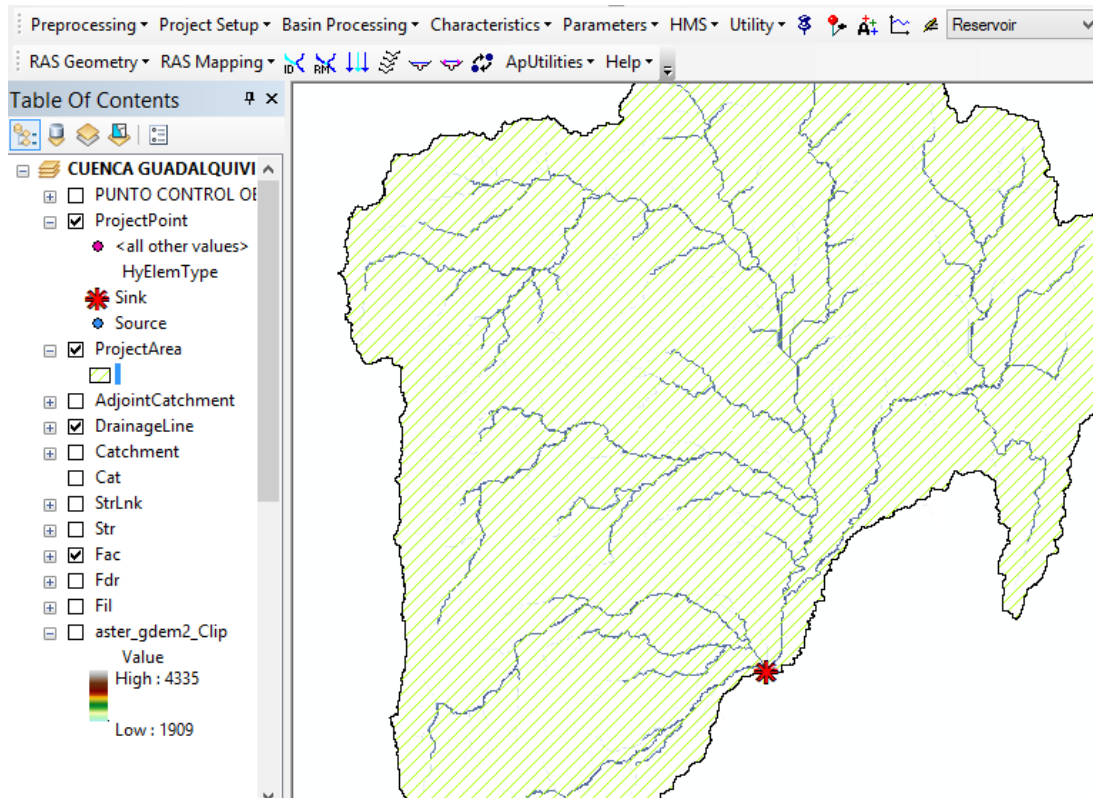 Preprocessing Project Setup Basin Processing Characteristics Parameters HMS Utility Reservoir
RAS Geometry RAS Mapping ID RM ApUtilities Help
Table Of Contents
CUENCA GUADALQUIVI
PUNTO CONTROL OE
ProjectPoint
<all other values>
HyElemType
Sink
Source
ProjectArea
AdjointCatchment
DrainageLine
Catchment
Cat
StrLnk
Str
Fac
Fdr
Fil
aster_gdem2_Clip
Value
High : 4335
Low : 1909